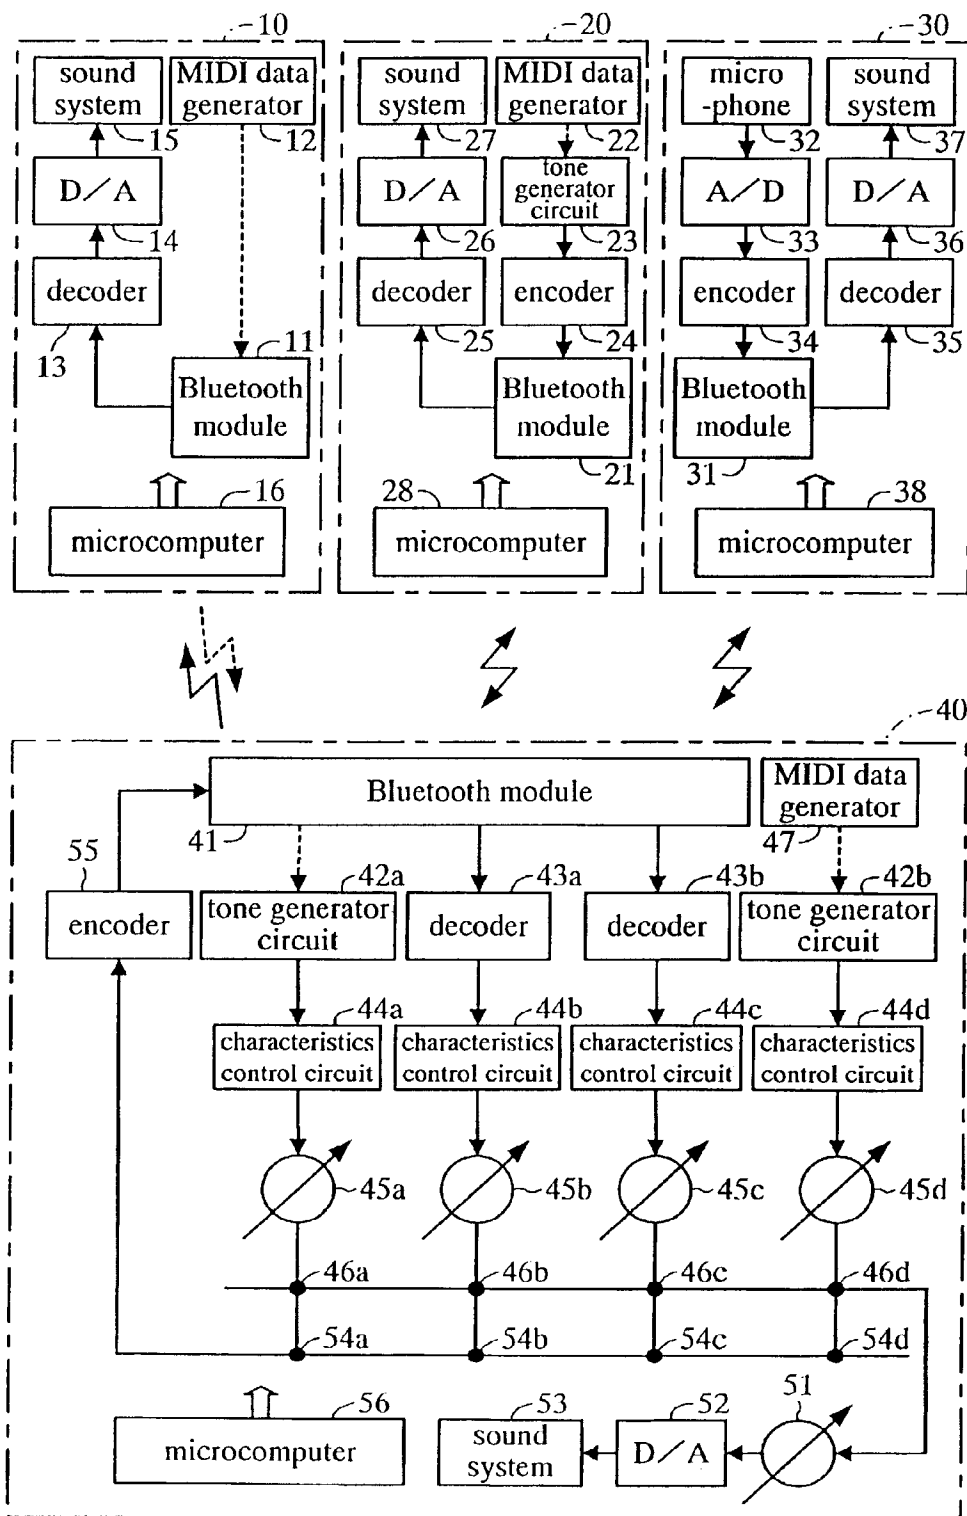 10
20
30
sound system
MIDI data generator
sound system
MIDI data generator
micro -phone
sound system
15
12
27
22
32
37
D/A
D/A
tone generator circuit
A/D
D/A
14
26
23
33
36
decoder
decoder
encoder
encoder
decoder
13
11
25
24
34
35
Bluetooth module
Bluetooth module
Bluetooth module
21
31
16
28
38
microcomputer
microcomputer
microcomputer
40
Bluetooth module
MIDI data generator
41
47
55
42a
43a
43b
42b
encoder
tone generator circuit
decoder
decoder
tone generator circuit
44a
44b
44c
44d
characteristics control circuit
characteristics control circuit
characteristics control circuit
characteristics control circuit
45a
45b
45c
45d
46a
46b
46c
46d
54a
54b
54c
54d
56
53
52
51
microcomputer
sound system
D/A